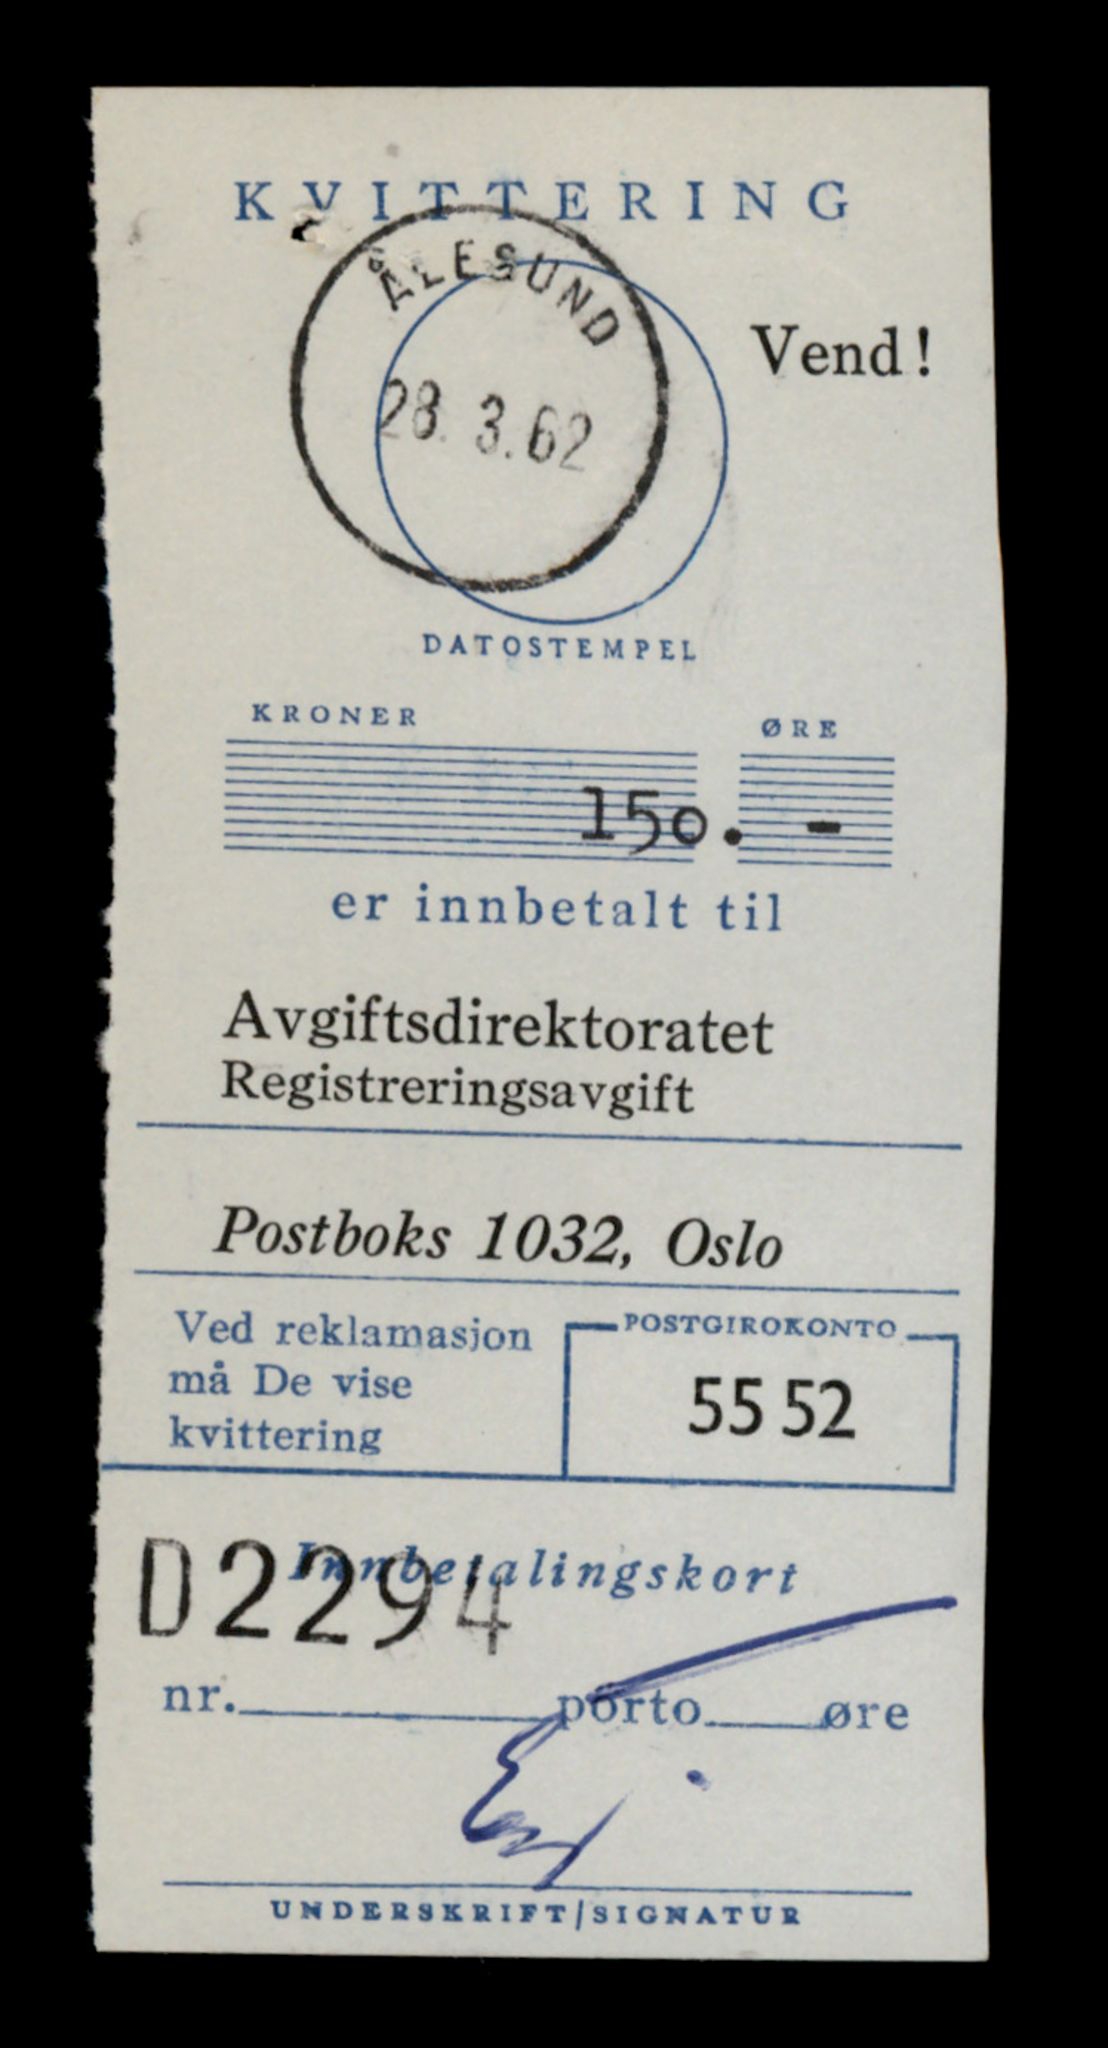 KVITTERING
ÅLESUND
Vend!
28. 3.62
DATOSTEMPEL
KRONER ØRE
150. -
er innbetalt til
Avgiftsdirektoratet
Registreringsavgift
Postboks 1032, Oslo
Ved reklamasjon
må De vise
kvittering
POSTGIROKONTO
55 52
Innbetalingskort
D2294
nr. porto øre
UNDERSKRIFT/SIGNATUR